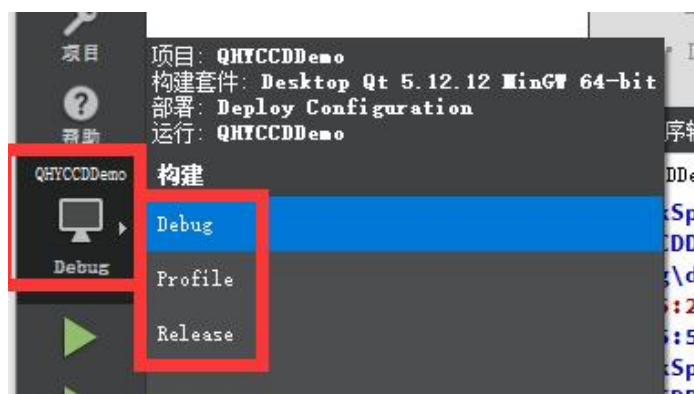 项目
帮助
QHYCCDDemo
Debug
项目: QHYCCDDemo
构建套件: Desktop Qt 5.12.12 MinGW 64-bit
部署: Deploy Configuration
运行: QHYCCDDemo
构建
Debug
Profile
Release